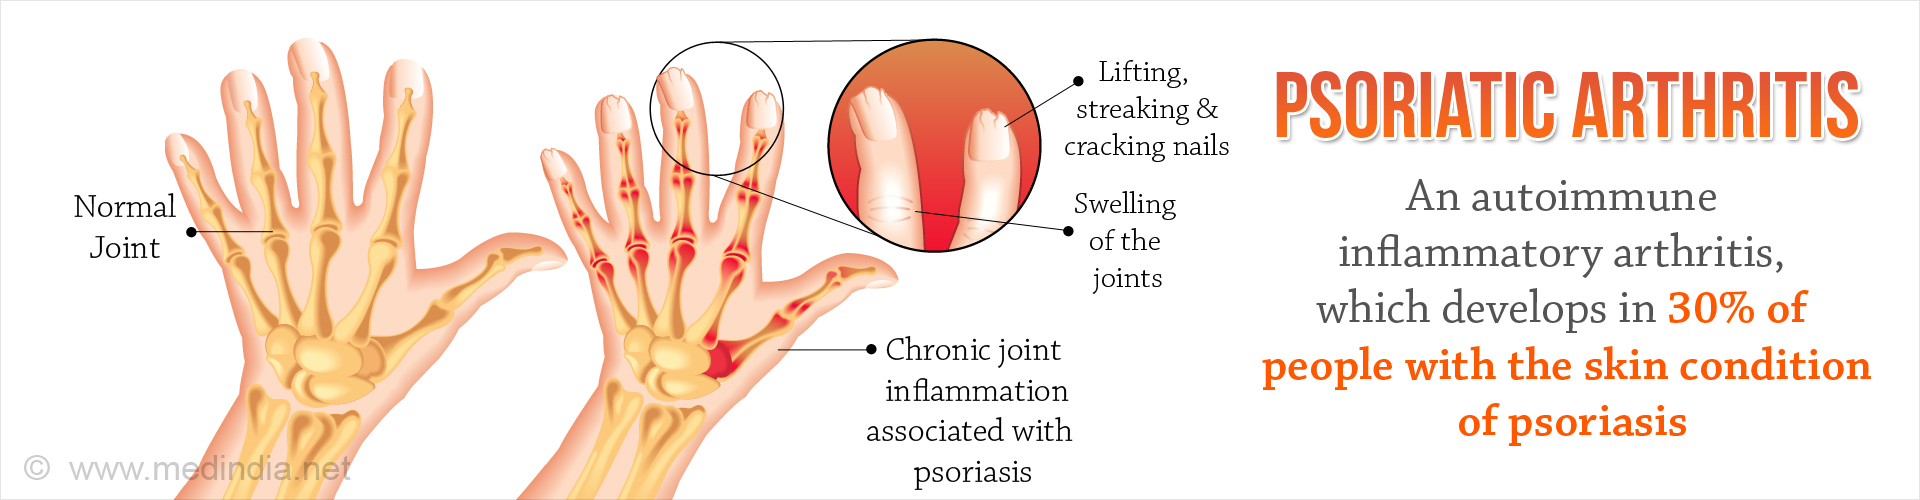 Normal
Joint
Lifting,
streaking &
cracking nails
Swelling
of the
joints
Chronic joint
inflammation
associated with
psoriasis
PSORIATIC ARTHRITIS
An autoimmune
inflammatory arthritis,
which develops in 30% of
people with the skin condition
of psoriasis
© www.medindia.net